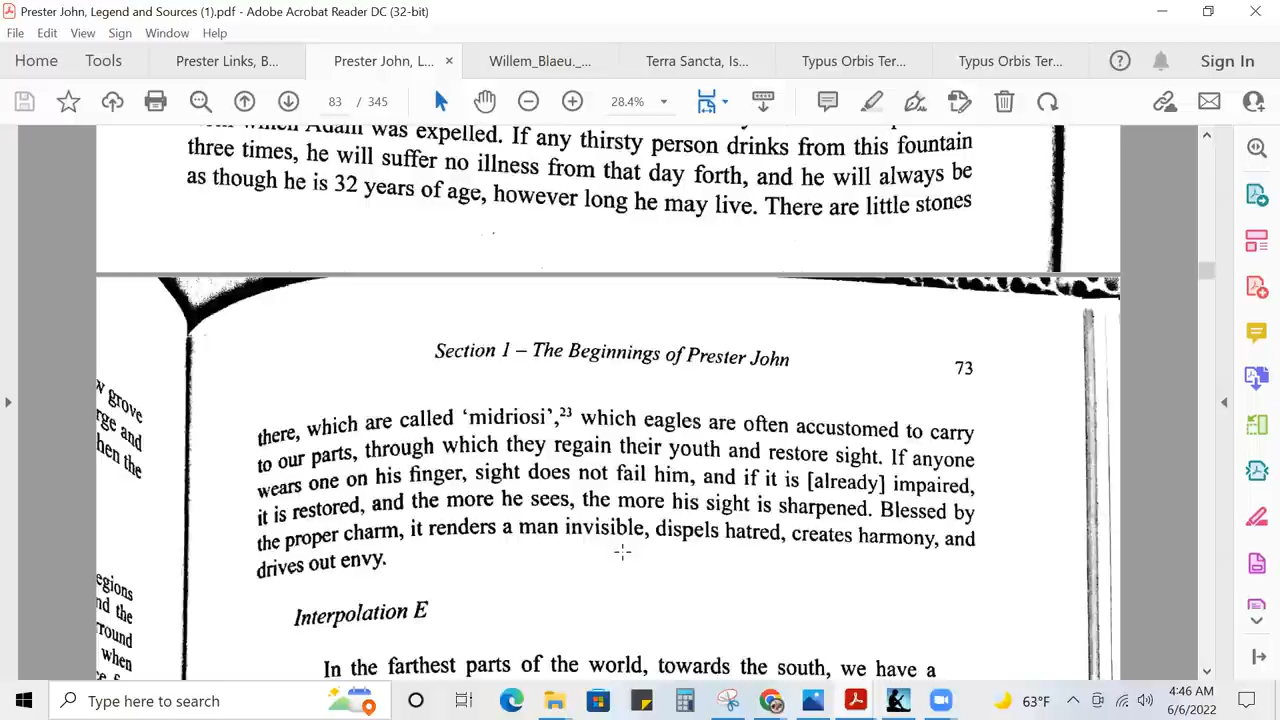 Prester John, Legend and Sources (1).pdf - Adobe Acrobat Reader DC (32-bit)
File Edit View Sign Window Help
Home Tools Prester Links, B... Prester John, L... × Willem_Blaeu._... Terra Sancta, Is... Typus Orbis Ter... Typus Orbis Ter... Sign In
83 / 345 28.4%
which Adam was expelled. If any thirsty person drinks from this fountain
three times, he will suffer no illness from that day forth, and he will always be
as though he is 32 years of age, however long he may live. There are little stones
Section 1 – The Beginnings of Prester John 73
there, which are called ‘midriosi’,23 which eagles are often accustomed to carry
to our parts, through which they regain their youth and restore sight. If anyone
wears one on his finger, sight does not fail him, and if it is [already] impaired,
it is restored, and the more he sees, the more his sight is sharpened. Blessed by
the proper charm, it renders a man invisible, dispels hatred, creates harmony, and
drives out envy.
Interpolation E
In the farthest parts of the world, towards the south, we have a
w grove
rge and
hen the
egions
nd the
round
when
Type here to search
63°F
4:46 AM
6/6/2022